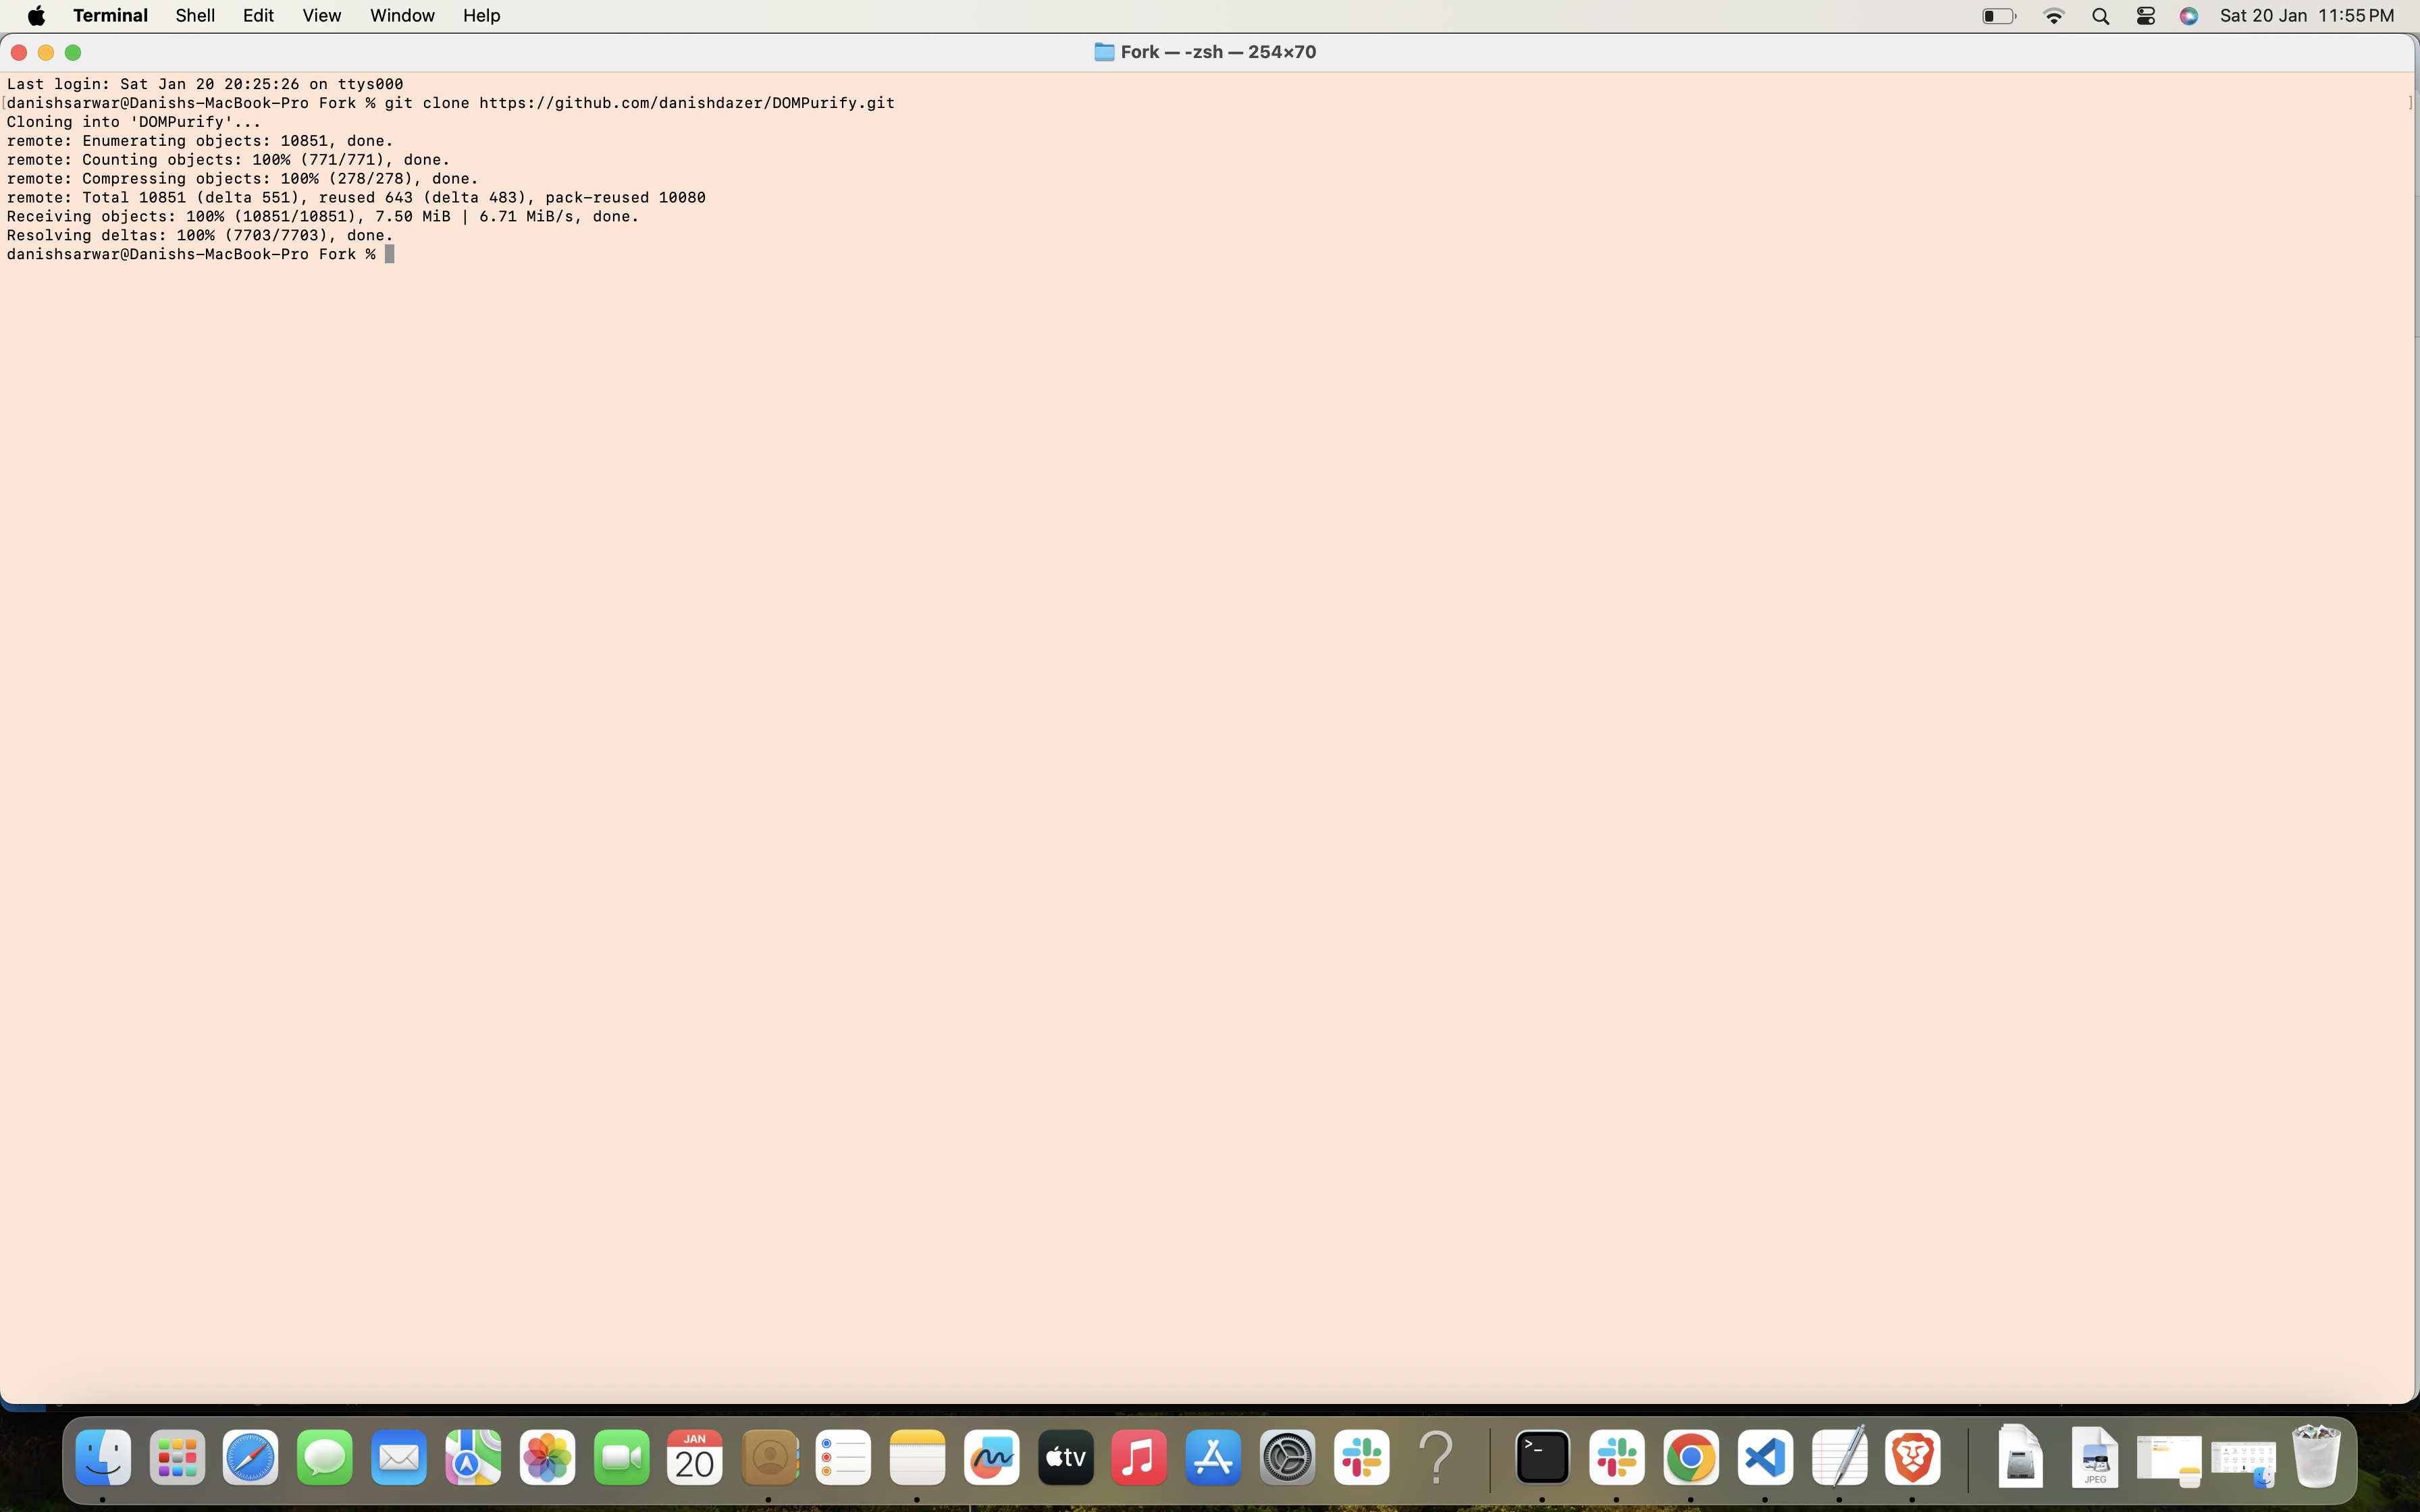 Terminal Shell Edit View Window Help Sat 20 Jan 11:55 PM
Fork — -zsh — 254×70
Last login: Sat Jan 20 20:25:26 on ttys000
[danishsarwar@Danishs-MacBook-Pro Fork % git clone https://github.com/danishdazer/DOMPurify.git ]
Cloning into 'DOMPurify'...
remote: Enumerating objects: 10851, done.
remote: Counting objects: 100% (771/771), done.
remote: Compressing objects: 100% (278/278), done.
remote: Total 10851 (delta 551), reused 643 (delta 483), pack-reused 10080
Receiving objects: 100% (10851/10851), 7.50 MiB | 6.71 MiB/s, done.
Resolving deltas: 100% (7703/7703), done.
danishsarwar@Danishs-MacBook-Pro Fork %
JAN
20
tv
>_
JPEG